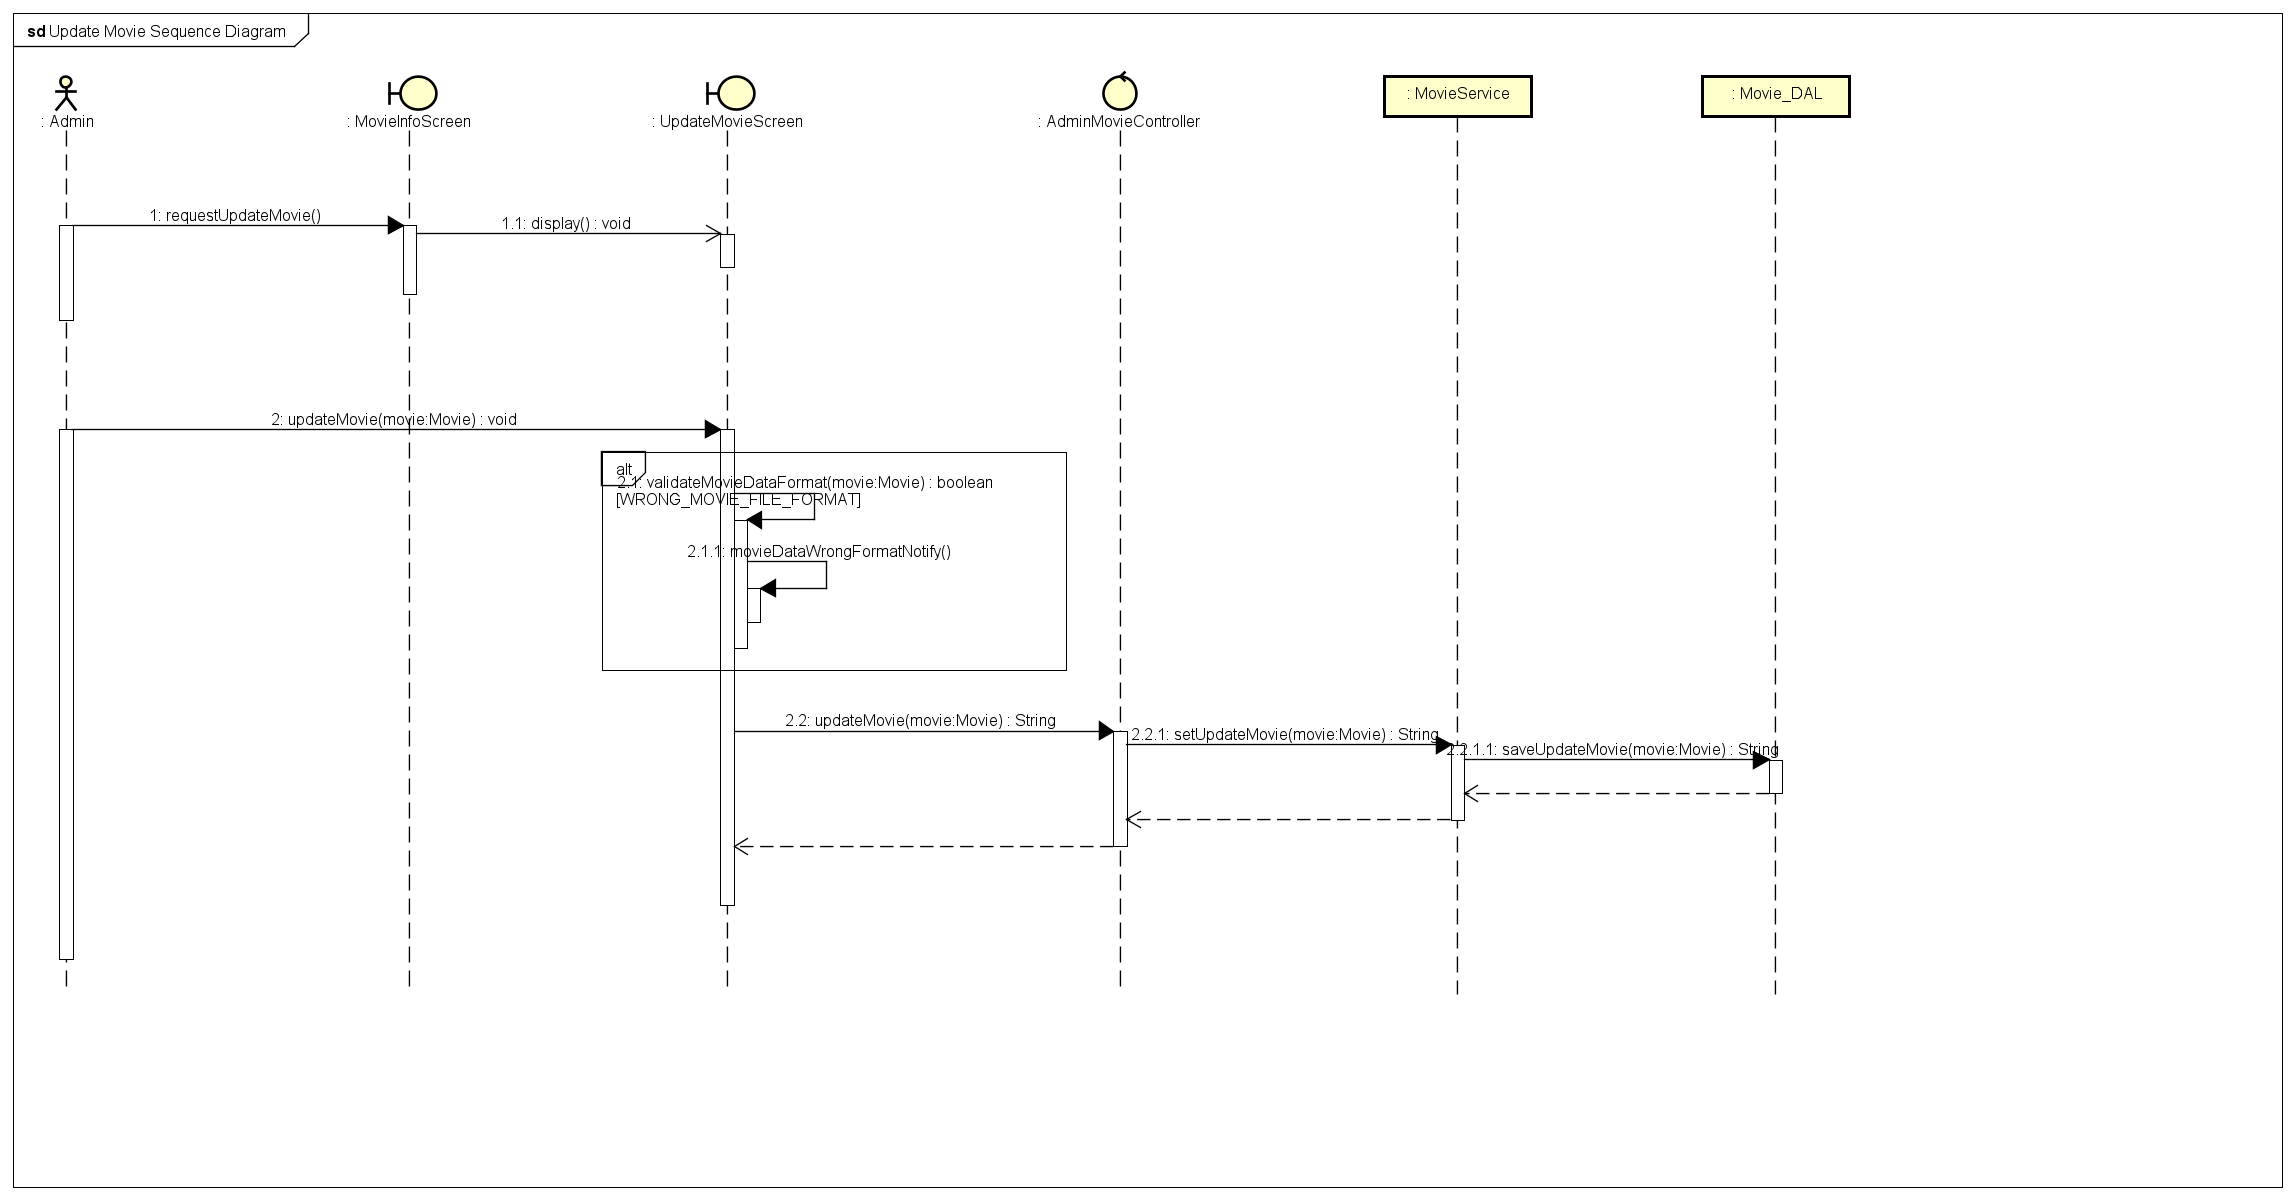 sd Update Movie Sequence Diagram
: Admin
: MovieInfoScreen
: UpdateMovieScreen
: AdminMovieController
: MovieService
: Movie_DAL
1: requestUpdateMovie()
1.1: display() : void
2: updateMovie(movie:Movie) : void
alt
2.1: validateMovieDataFormat(movie:Movie) : boolean
[WRONG_MOVIE_FILE_FORMAT]
2.1.1: movieDataWrongFormatNotify()
2.2: updateMovie(movie:Movie) : String
2.2.1: setUpdateMovie(movie:Movie) : String
2.2.1.1: saveUpdateMovie(movie:Movie) : String